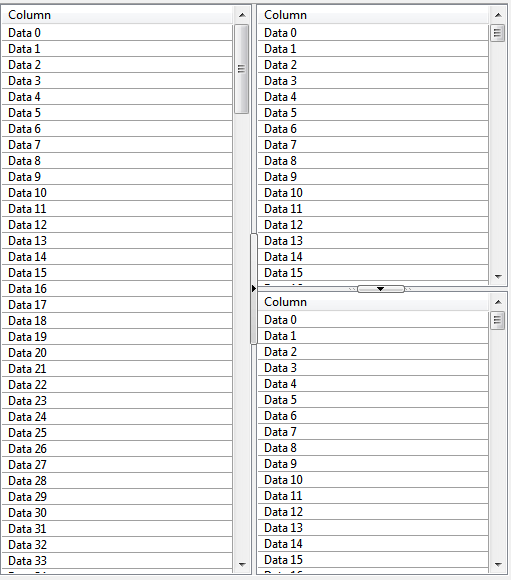 Column
Data 0
Data 1
Data 2
Data 3
Data 4
Data 5
Data 6
Data 7
Data 8
Data 9
Data 10
Data 11
Data 12
Data 13
Data 14
Data 15
Data 16
Data 17
Data 18
Data 19
Data 20
Data 21
Data 22
Data 23
Data 24
Data 25
Data 26
Data 27
Data 28
Data 29
Data 30
Data 31
Data 32
Data 33
Column
Data 0
Data 1
Data 2
Data 3
Data 4
Data 5
Data 6
Data 7
Data 8
Data 9
Data 10
Data 11
Data 12
Data 13
Data 14
Data 15
Column
Data 0
Data 1
Data 2
Data 3
Data 4
Data 5
Data 6
Data 7
Data 8
Data 9
Data 10
Data 11
Data 12
Data 13
Data 14
Data 15